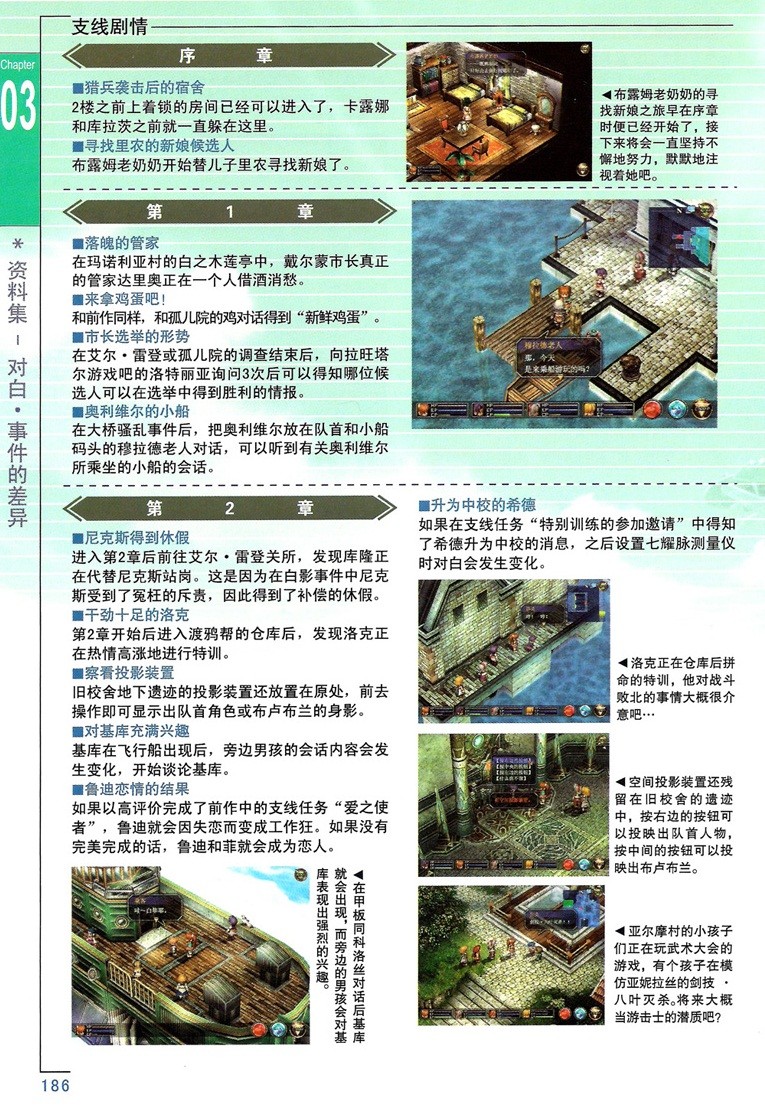 支线剧情
Chapter
03
*资料集-对白·事件的差异
序 章
■猎兵袭击后的宿舍
2楼之前上着锁的房间已经可以进入了，卡露娜
和库拉茨之前就一直躲在这里。
■寻找里农的新娘候选人
布露姆老奶奶开始替儿子里农寻找新娘了。
◀布露姆老奶奶的寻
找新娘之旅早在序章
时便已经开始了，接
下来将会一直坚持不
懈地努力，默默地注
视着她吧。
第 1 章
■落魄的管家
在玛诺利亚村的白之木莲亭中，戴尔蒙市长真正
的管家达里奥正在一个人借酒消愁。
■来拿鸡蛋吧！
和前作同样，和孤儿院的鸡对话得到“新鲜鸡蛋”。
■市长选举的形势
在艾尔·雷登或孤儿院的调查结束后，向拉旺塔
尔游戏吧的洛特丽亚询问3次后可以得知哪位候
选人可以在选举中得到胜利的情报。
■奥利维尔的小船
在大桥骚乱事件后，把奥利维尔放在队首和小船
码头的穆拉德老人对话，可以听到有关奥利维尔
所乘坐的小船的会话。
穆拉德老人
那，今天
是来乘船游玩的吗？
第 2 章
■尼克斯得到休假
进入第2章后前往艾尔·雷登关所，发现库隆正
在代替尼克斯站岗。这是因为在白影事件中尼克
斯受到了冤枉的斥责，因此得到了补偿的休假。
■干劲十足的洛克
第2章开始后进入渡鸦帮的仓库后，发现洛克正
在热情高涨地进行特训。
■察看投影装置
旧校舍地下遗迹的投影装置还放置在原处，前去
操作即可显示出队首角色或布卢布兰的身影。
■对基库充满兴趣
基库在飞行船出现后，旁边男孩的会话内容会发
生变化，开始谈论基库。
■鲁迪恋情的结果
如果以高评价完成了前作中的支线任务“爱之使
者”，鲁迪就会因失恋而变成工作狂。如果没有
完美完成的话，鲁迪和菲就会成为恋人。
◀在甲板同科洛丝对话后基库
就会出现，而旁边的男孩会对基
库表现出强烈的兴趣。
■升为中校的希德
如果在支线任务“特别训练的参加邀请”中得知
了希德升为中校的消息，之后设置七耀脉测量仪
时对白会发生变化。
◀洛克正在仓库后拼
命的特训，他对战斗
败北的事情大概很介
意吧…
◀空间投影装置还残
留在旧校舍的遗迹
中，按右边的按钮可
以投映出队首人物，
按中间的按钮可以投
映出布卢布兰。
◀亚尔摩村的小孩子
们正在玩武术大会的
游戏，有个孩子在模
仿亚妮拉丝的剑技·
八叶灭杀。将来大概
当游击士的潜质吧？
186